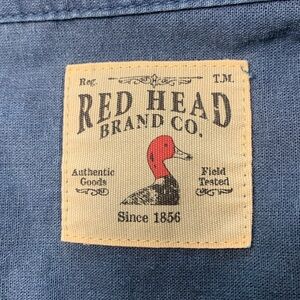 Reg. T.M.
RED HEAD
BRAND CO.
Authentic Field
Goods Tested
Since 1856